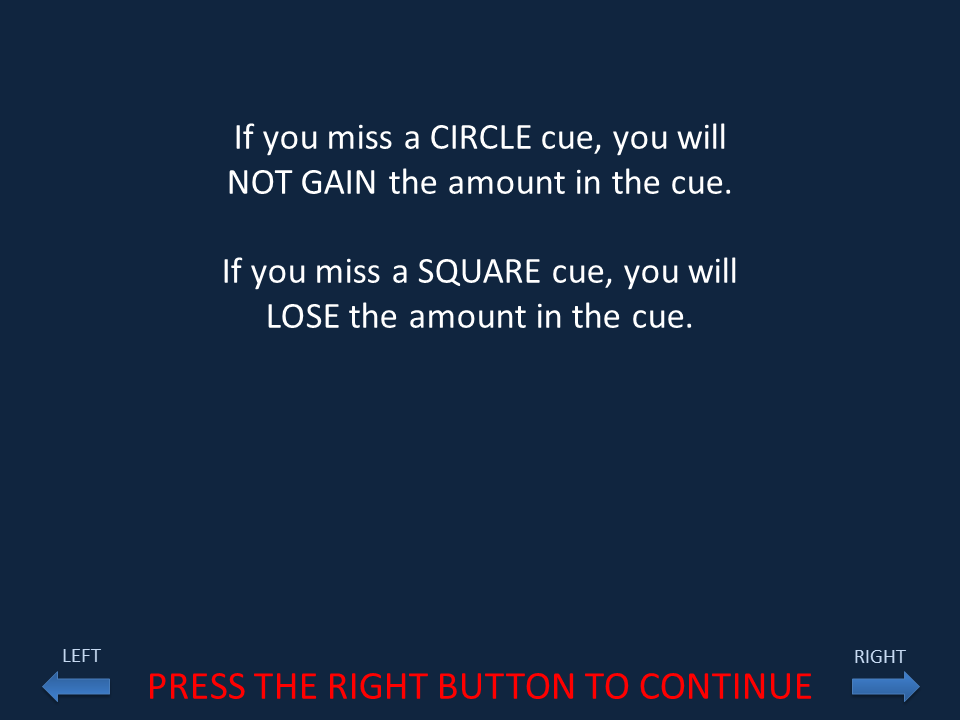 If you miss a CIRCLE cue, you will
NOT GAIN the amount in the cue.
If you miss a SQUARE cue, you will
LOSE the amount in the cue.
LEFT
RIGHT
PRESS THE RIGHT BUTTON TO CONTINUE